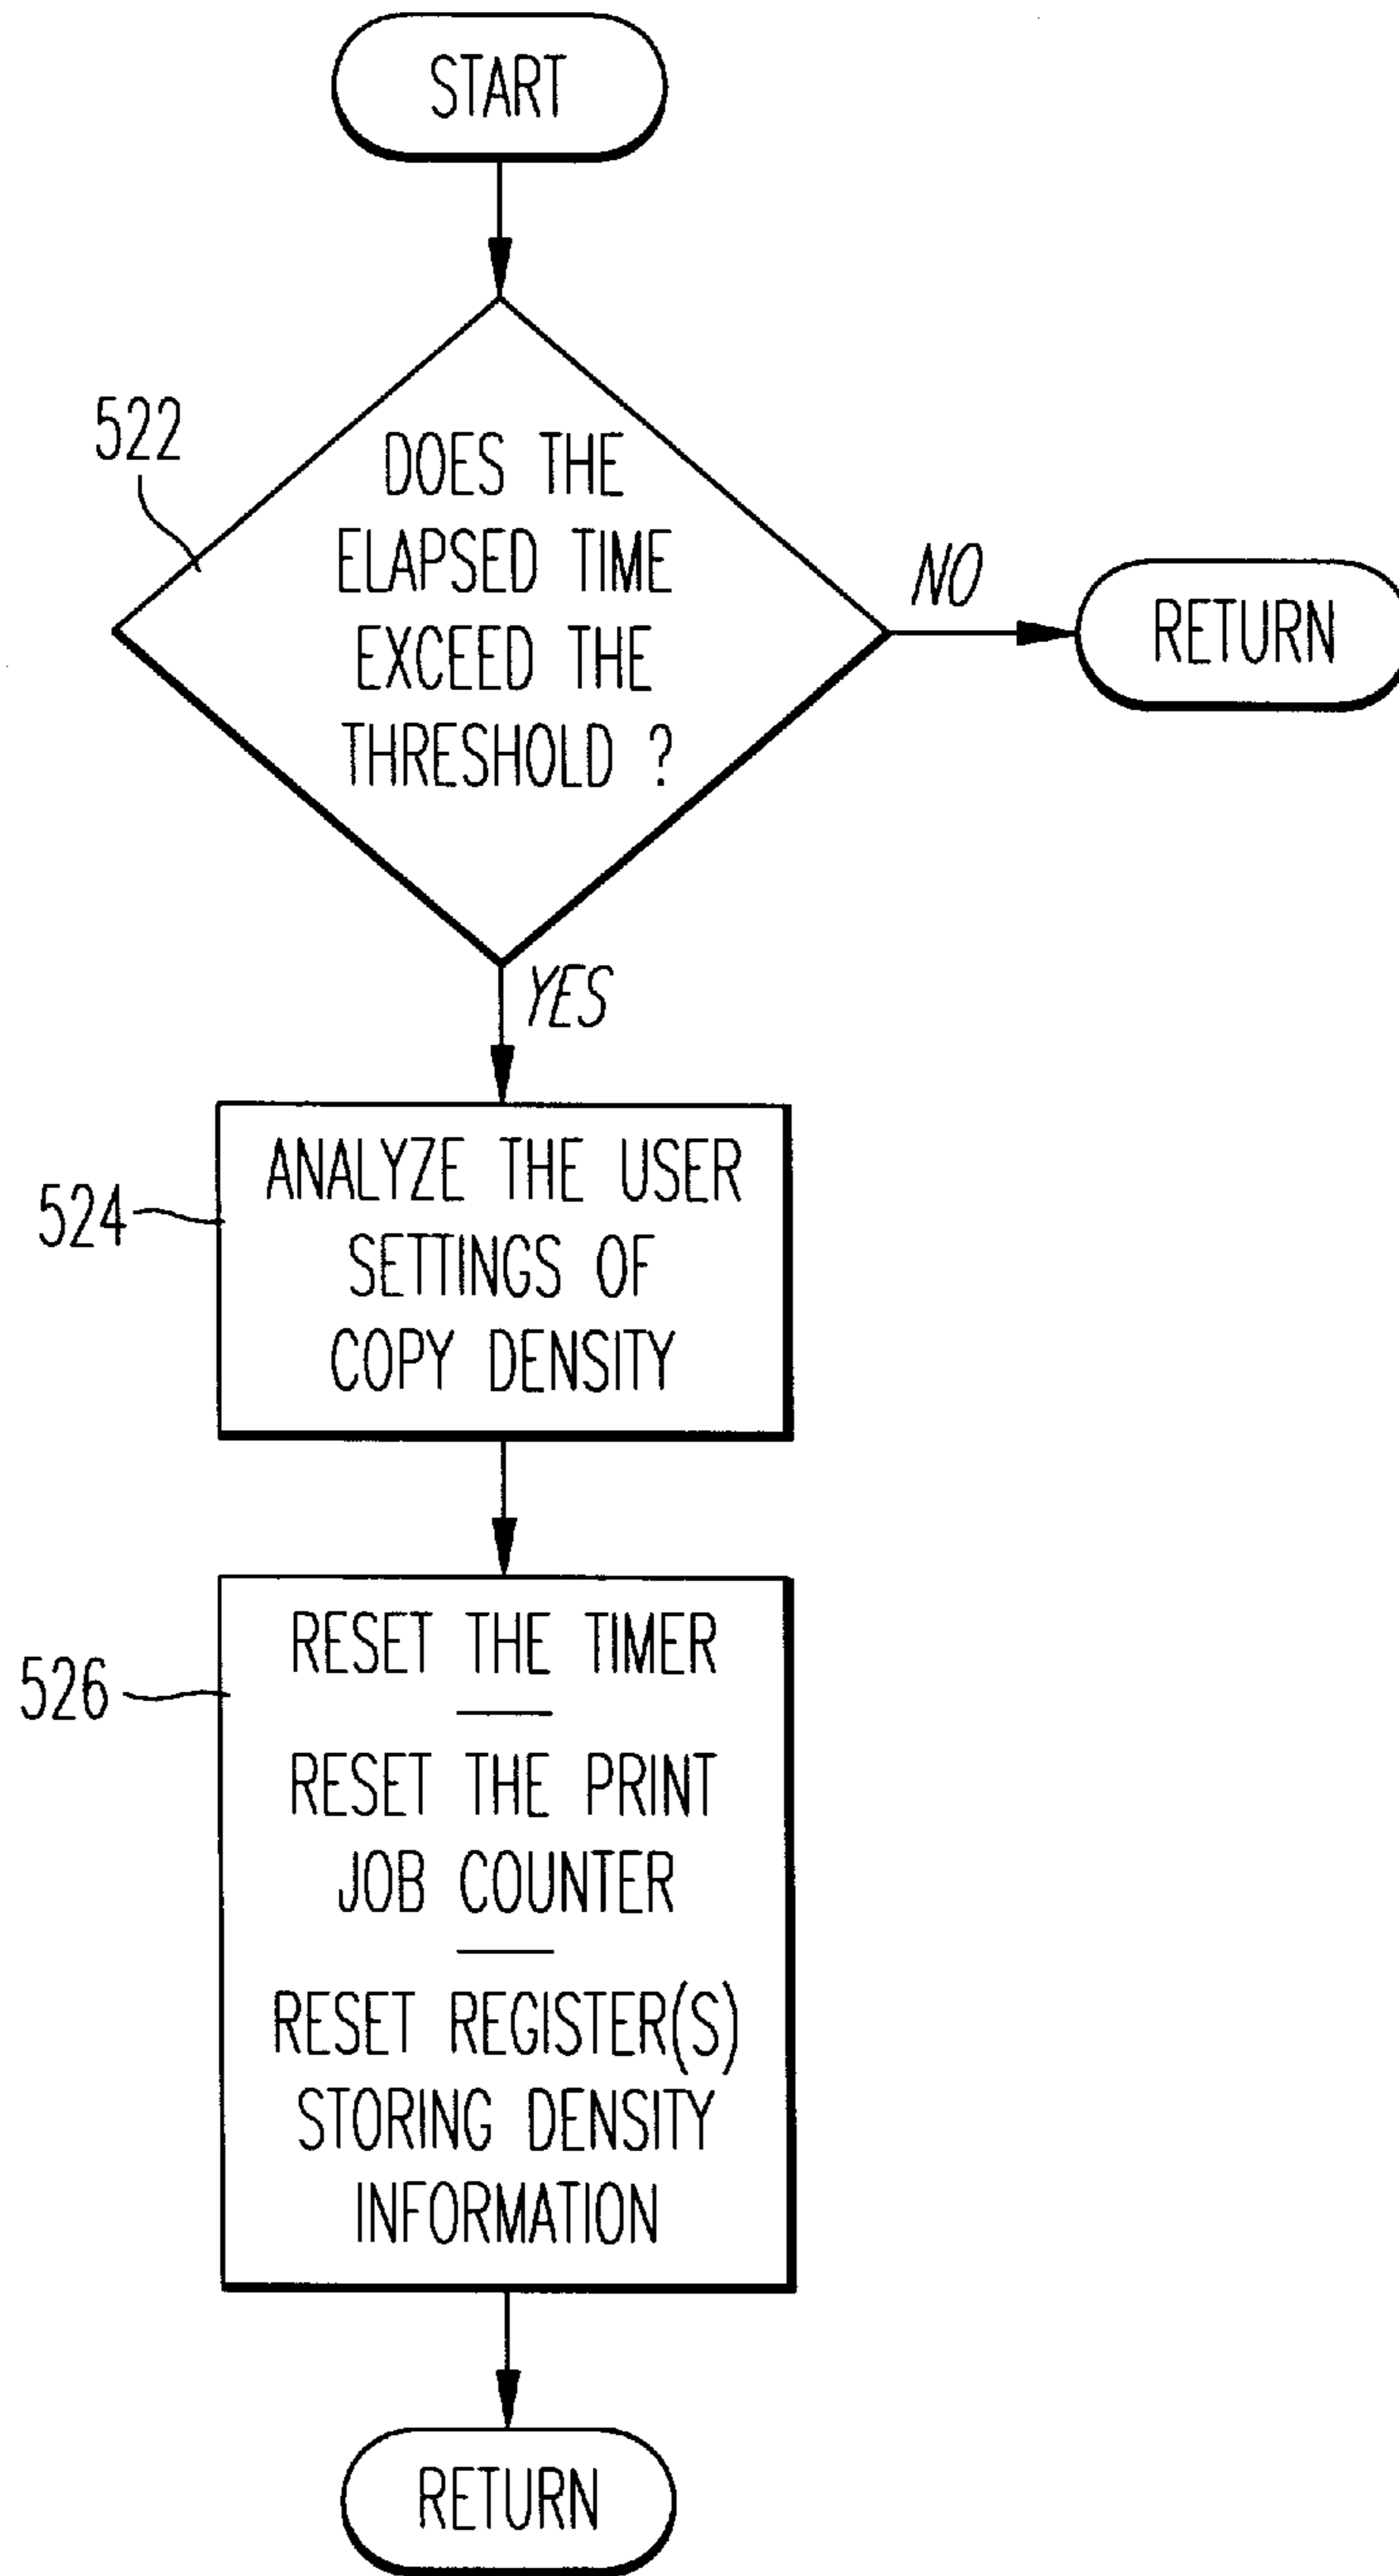 START
522
DOES THE
ELAPSED TIME
EXCEED THE
THRESHOLD ?
NO
RETURN
YES
524
ANALYZE THE USER
SETTINGS OF
COPY DENSITY
526
RESET THE TIMER
RESET THE PRINT
JOB COUNTER
RESET REGISTER(S)
STORING DENSITY
INFORMATION
RETURN